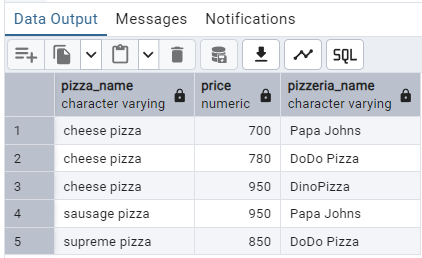 Data Output Messages Notifications
SQL
pizza_name price pizzeria_name
character varying numeric character varying
1 cheese pizza 700 Papa Johns
2 cheese pizza 780 DoDo Pizza
3 cheese pizza 950 DinoPizza
4 sausage pizza 950 Papa Johns
5 supreme pizza 850 DoDo Pizza